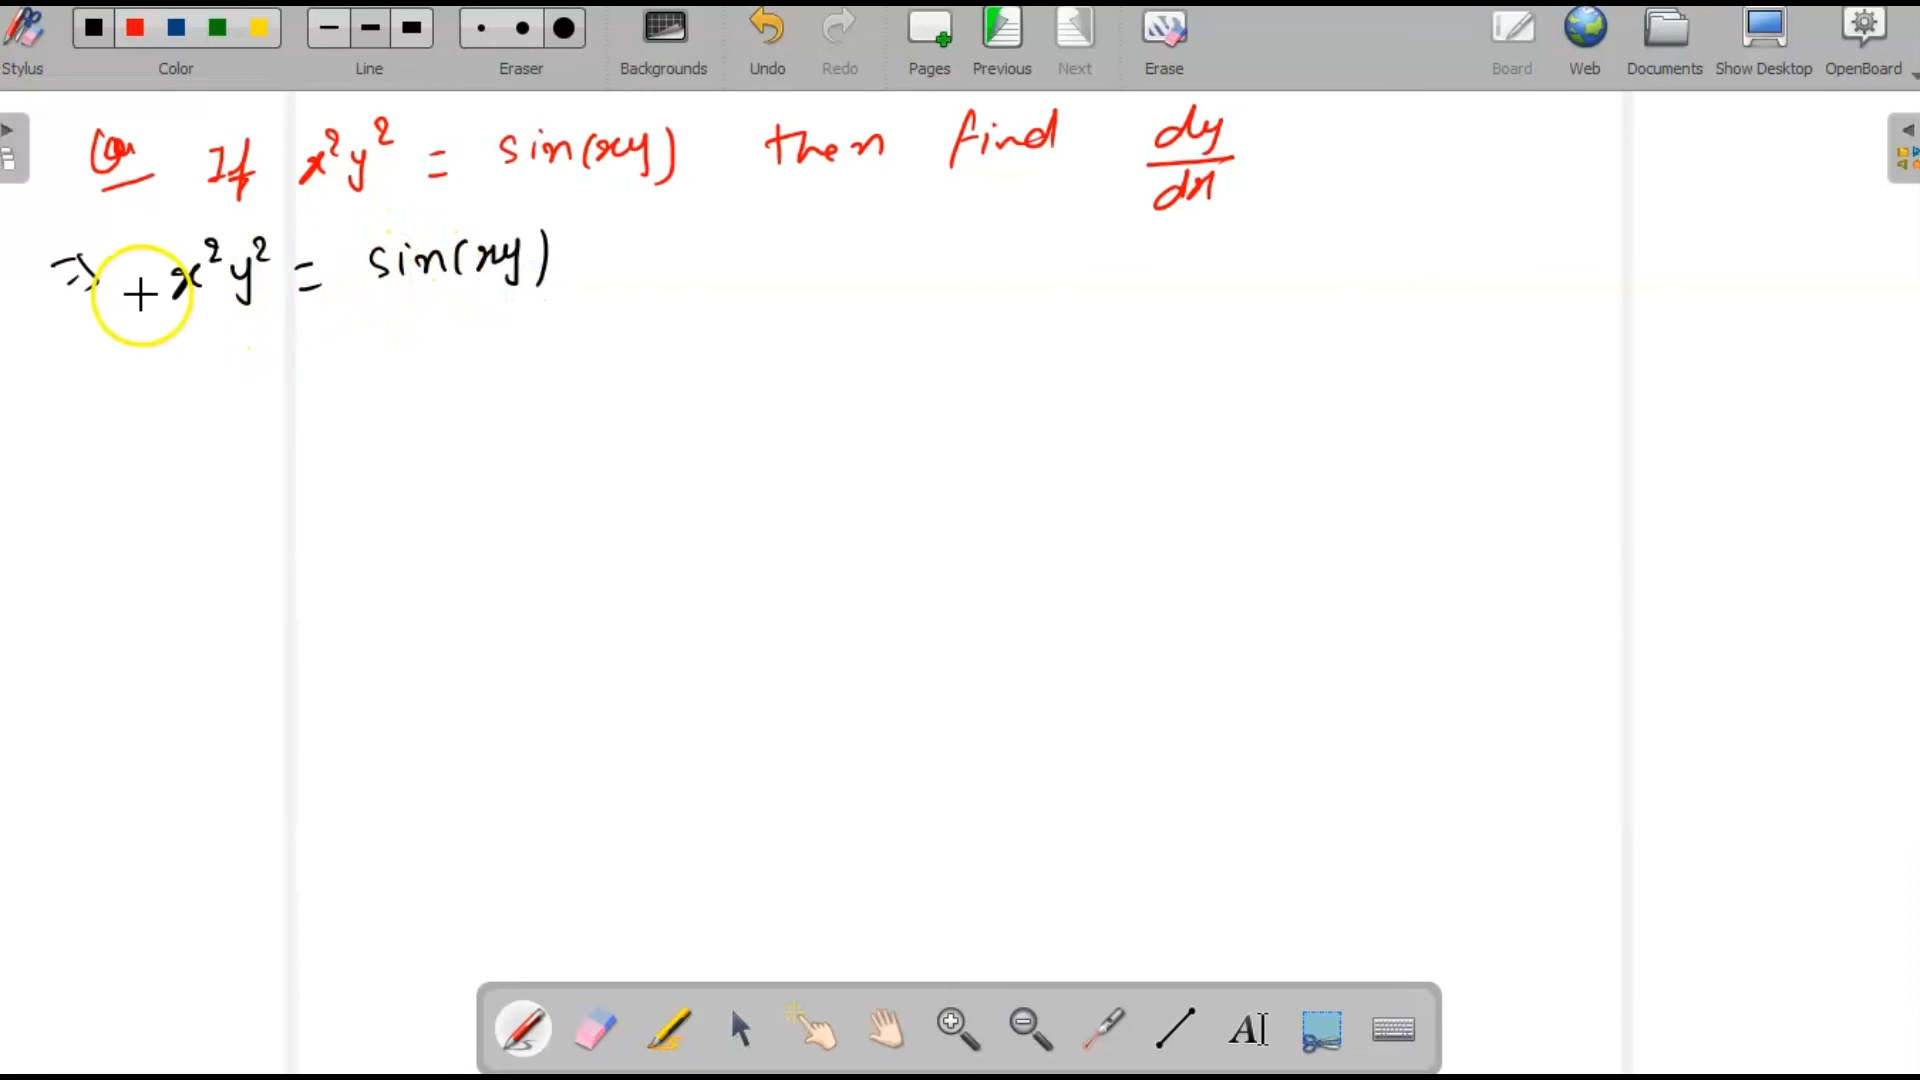 Stylus Color Line Eraser Backgrounds Undo Redo Pages Previous Next Erase Board Web Documents Show Desktop OpenBoard
Qu If x²y² = sin(xy) then find dy/dx
⇒ x²y² = sin(xy)